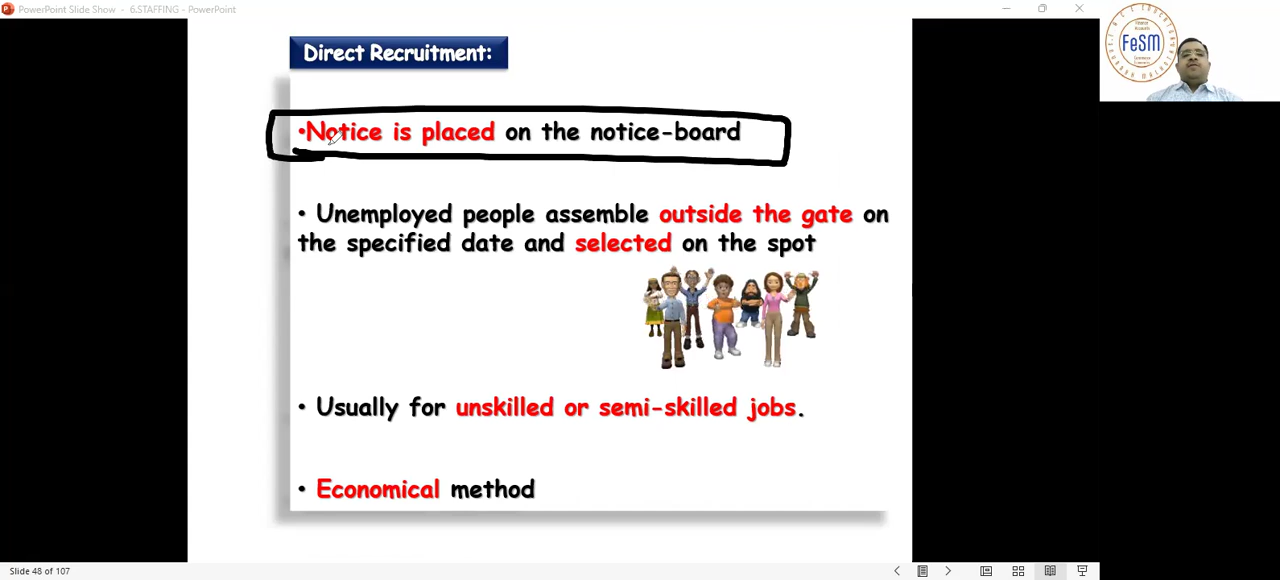 PowerPoint Slide Show - 6.STAFFING - PowerPoint
FeSM
Direct Recruitment:
•Notice is placed on the notice-board
• Unemployed people assemble outside the gate on
the specified date and selected on the spot
• Usually for unskilled or semi-skilled jobs.
• Economical method
Slide 48 of 107